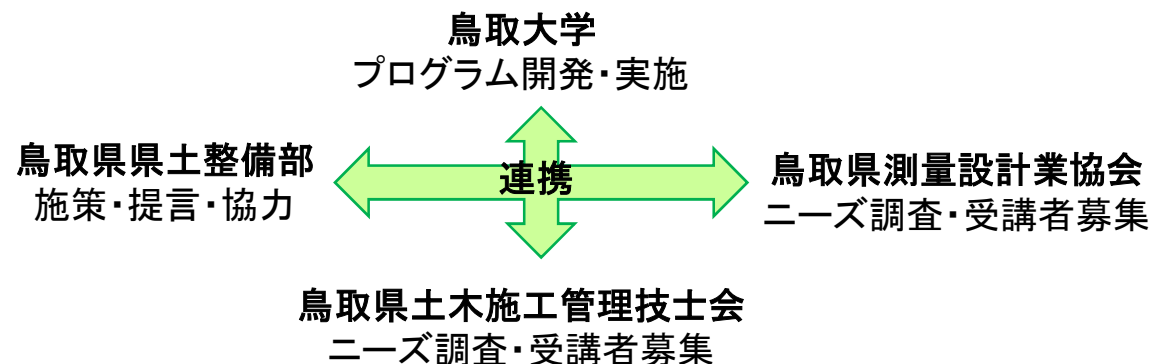 鳥取大学
プログラム開発・実施
鳥取県県土整備部
施策・提言・協力
連携
鳥取県測量設計業協会
ニーズ調査・受講者募集
鳥取県土木施工管理技士会
ニーズ調査・受講者募集